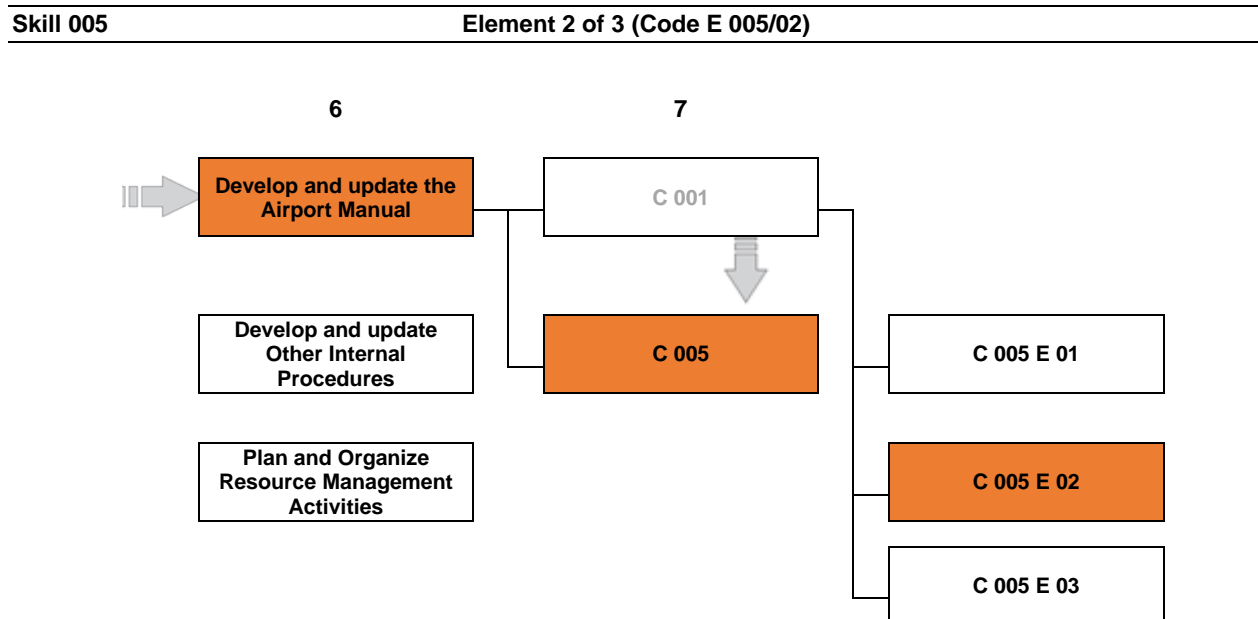 Skill 005 Element 2 of 3 (Code E 005/02)
6 7
Develop and update the
Airport Manual
C 001
Develop and update
Other Internal
Procedures
C 005
C 005 E 01
Plan and Organize
Resource Management
Activities
C 005 E 02
C 005 E 03